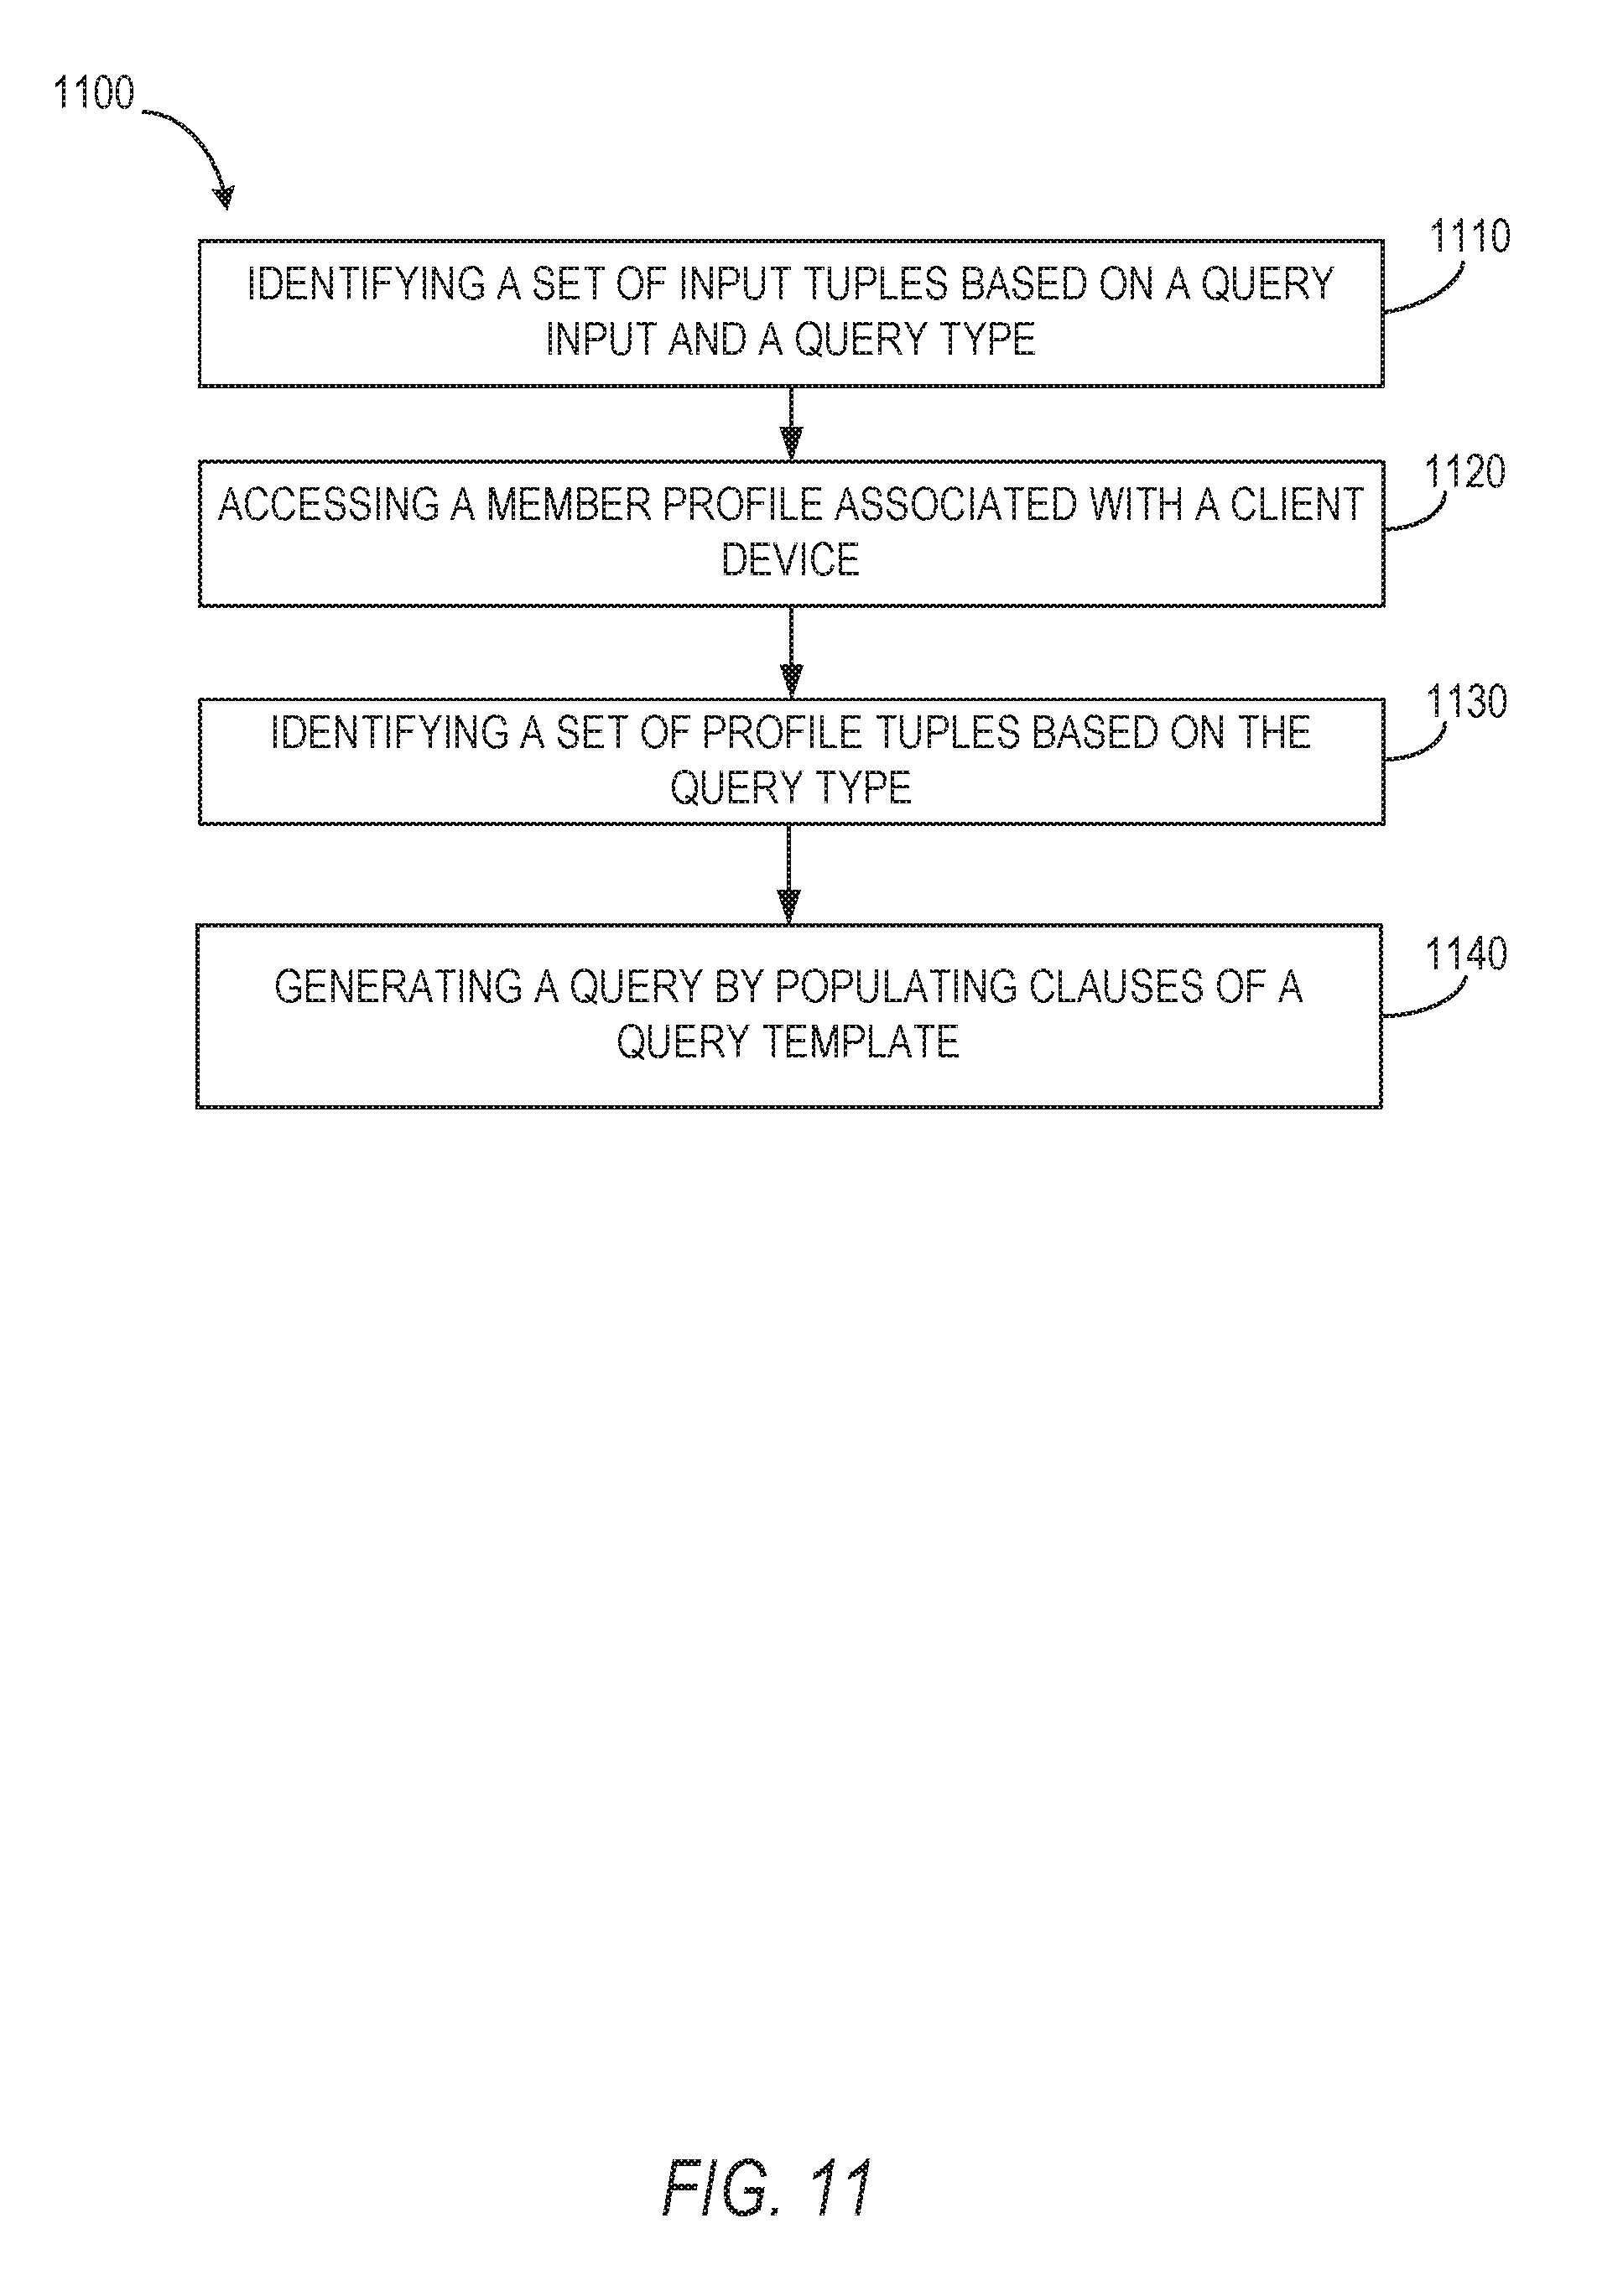 1100
1110
IDENTIFYING A SET OF INPUT TUPLES BASED ON A QUERY
INPUT AND A QUERY TYPE
1120
ACCESSING A MEMBER PROFILE ASSOCIATED WITH A CLIENT
DEVICE
1130
IDENTIFYING A SET OF PROFILE TUPLES BASED ON THE
QUERY TYPE
1140
GENERATING A QUERY BY POPULATING CLAUSES OF A
QUERY TEMPLATE
FIG. 11